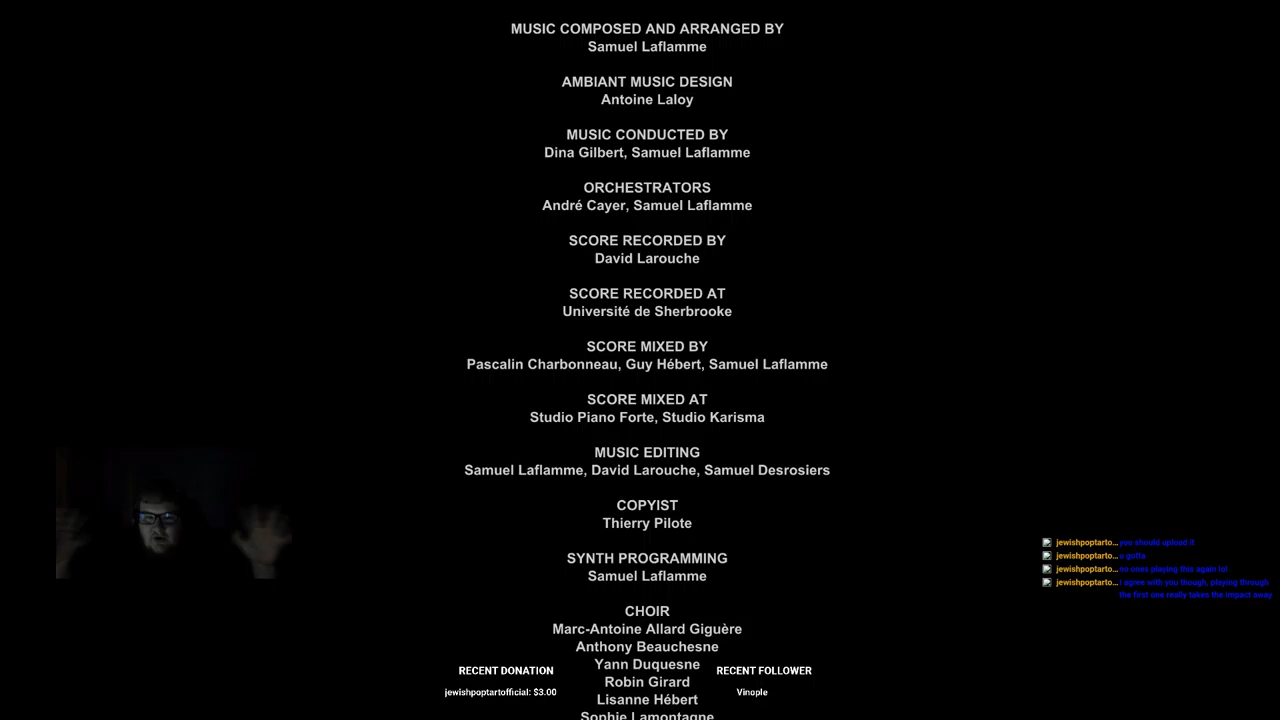 MUSIC COMPOSED AND ARRANGED BY
Samuel Laflamme
AMBIANT MUSIC DESIGN
Antoine Laloy
MUSIC CONDUCTED BY
Dina Gilbert, Samuel Laflamme
ORCHESTRATORS
André Cayer, Samuel Laflamme
SCORE RECORDED BY
David Larouche
SCORE RECORDED AT
Université de Sherbrooke
SCORE MIXED BY
Pascalin Charbonneau, Guy Hébert, Samuel Laflamme
SCORE MIXED AT
Studio Piano Forte, Studio Karisma
MUSIC EDITING
Samuel Laflamme, David Larouche, Samuel Desrosiers
COPYIST
Thierry Pilote
SYNTH PROGRAMMING
Samuel Laflamme
CHOIR
Marc-Antoine Allard Giguère
Anthony Beauchesne
Yann Duquesne
Robin Girard
Lisanne Hébert
Sophie Lamontagne
RECENT DONATION
jewishpoptartofficial: $3.00
RECENT FOLLOWER
Vinople
jewishpoptarto... you should upload it
jewishpoptarto... u gotta
jewishpoptarto... no ones playing this again lol
jewishpoptarto... I agree with you though, playing through
the first one really takes the impact away